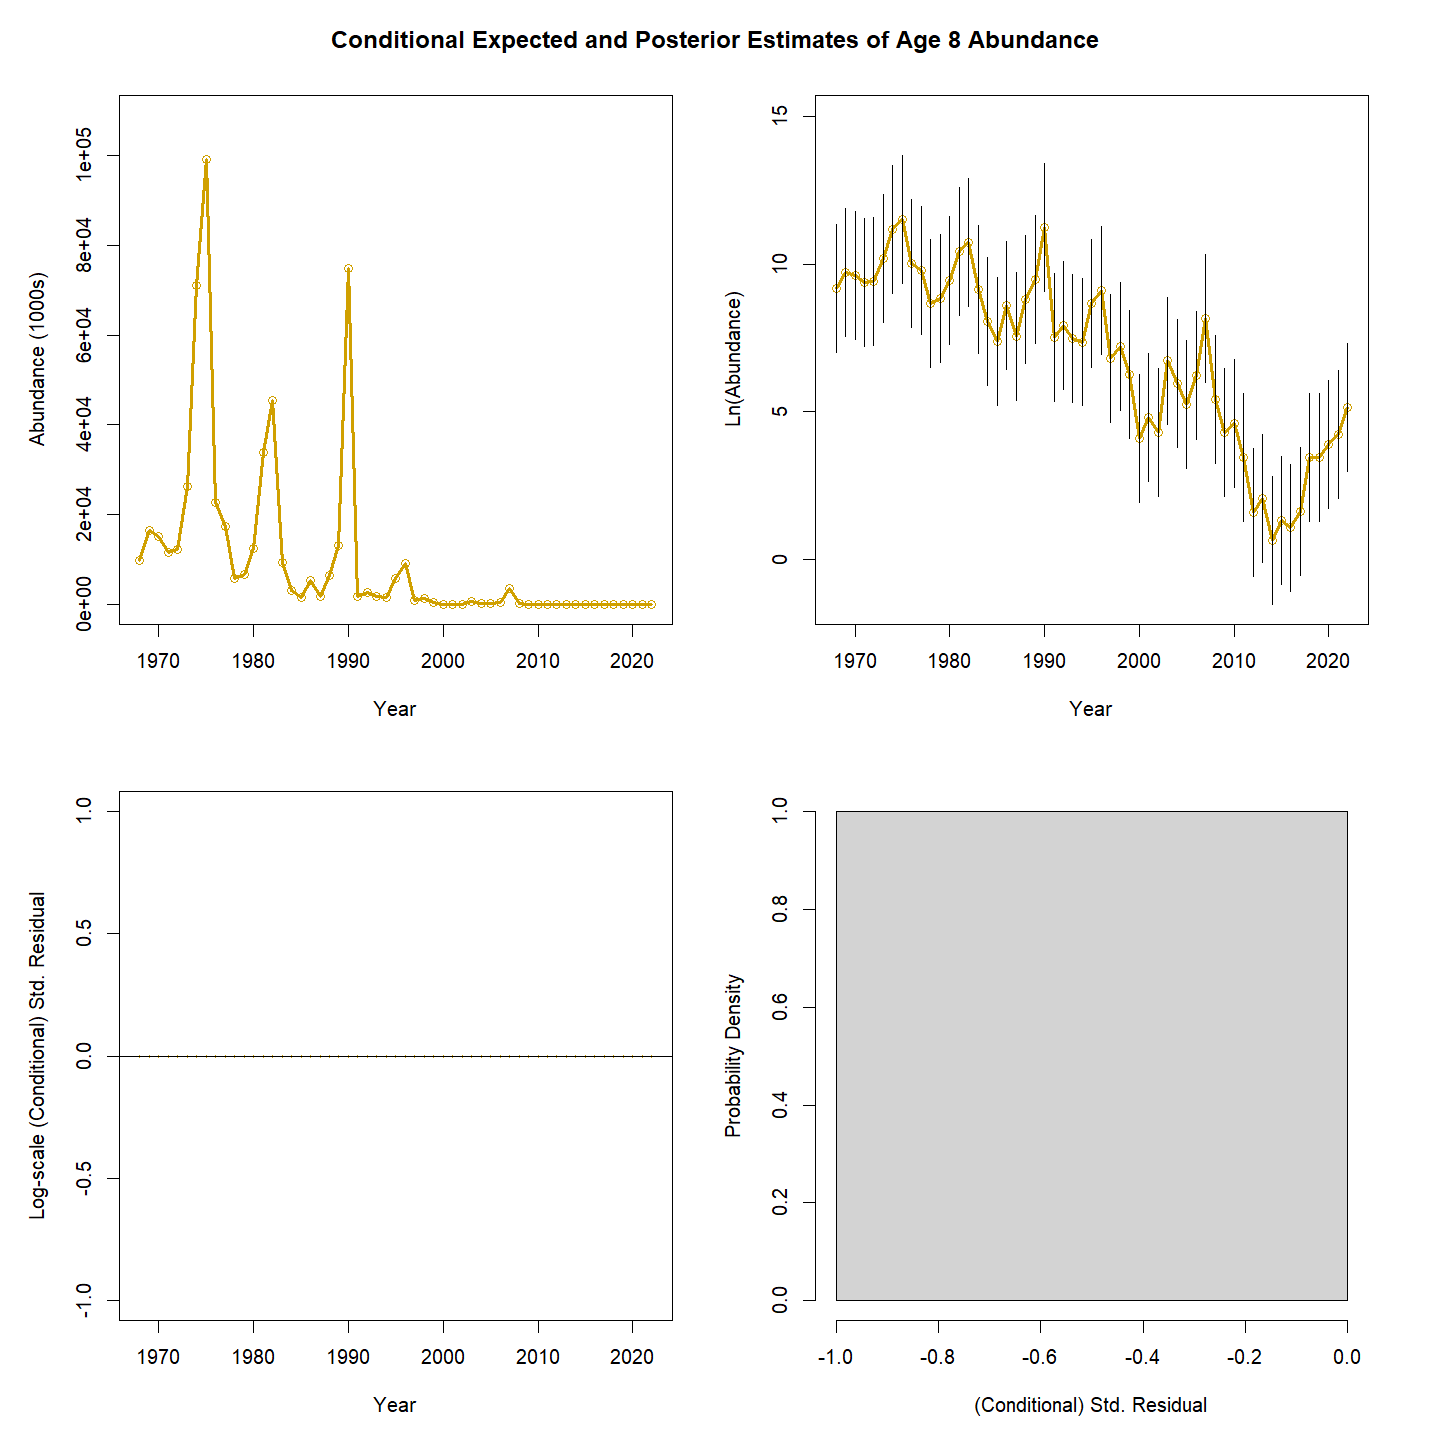 Conditional Expected and Posterior Estimates of Age 8 Abundance
Abundance (1000s)
1e+05
8e+04
6e+04
4e+04
2e+04
0e+00
1970 1980 1990 2000 2010 2020
Year
Ln(Abundance)
15
10
5
0
1970 1980 1990 2000 2010 2020
Year
Log-scale (Conditional) Std. Residual
1.0
0.5
0.0
-0.5
-1.0
1970 1980 1990 2000 2010 2020
Year
Probability Density
1.0
0.8
0.6
0.4
0.2
0.0
-1.0 -0.8 -0.6 -0.4 -0.2 0.0
(Conditional) Std. Residual